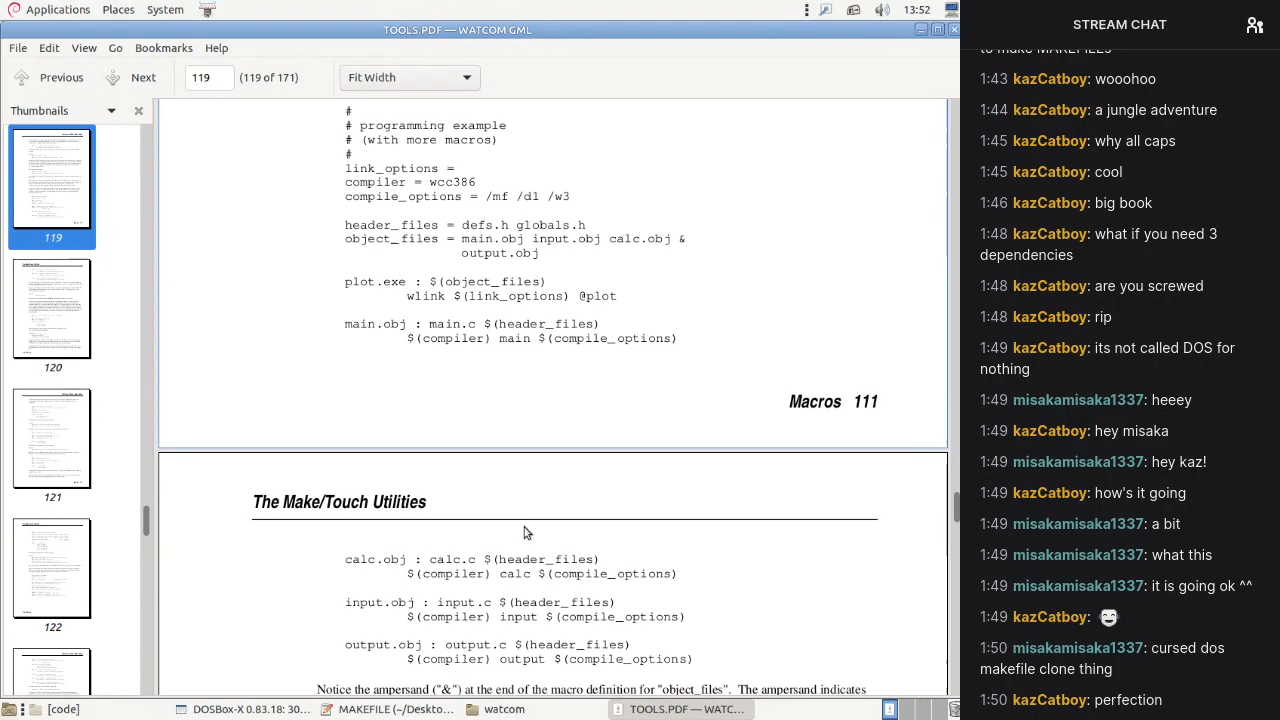 Applications Places System 13:52
TOOLS.PDF — WATCOM GML
File Edit View Go Bookmarks Help
Previous Next 119 (119 of 171) Fit Width
Thumbnails
119
120
121
122
#
# programming example
# (with more macros)
#
link_options =
compiler = wcc386
compile_options = /mf /d1 /w3
header_files = defs.h globals.h
object_files = main.obj input.obj calc.obj &
output.obj
plot.exe : $(object_files)
wlink $(link_options) @plot
main.obj : main.c $(header_files)
$(compiler) main $(compile_options)
Macros 111
The Make/Touch Utilities
calc.obj : calc.c $(header_files)
$(compiler) calc $(compile_options)
input.obj : input.c $(header_files)
$(compiler) input $(compile_options)
output.obj : output.c $(header_files)
$(compiler) output $(compile_options)
Notice the ampersand ("&") at the end of the macro definition for "object_files". The ampersand indicates
[code] DOSBox-X 0.83.18: 30... Makefile (~/Deskto... watcom TOOLS.PDF — WATC...
STREAM CHAT
to make MAKEFILES
1:43 kazCatboy: wooohoo
1:44 kazCatboy: a jungle adventure
1:45 kazCatboy: why all caps
1:45 kazCatboy: cool
1:46 kazCatboy: big book
1:48 kazCatboy: what if you need 3
dependencies
1:48 kazCatboy: are you screwed
1:48 kazCatboy: rip
1:49 kazCatboy: its not called DOS for
nothing
1:49 misakamisaka1337: heeey
1:49 kazCatboy: hey misaka
1:49 misakamisaka1337: hey kaz!
1:49 kazCatboy: how's it going
1:49 misakamisaka1337: a bit
1:49 misakamisaka1337: what this
1:49 misakamisaka1337: it is going ok ^^
1:49 kazCatboy:
1:50 misakamisaka1337: cursed dos
makefile clone thing
1:50 kazCatboy: perfection